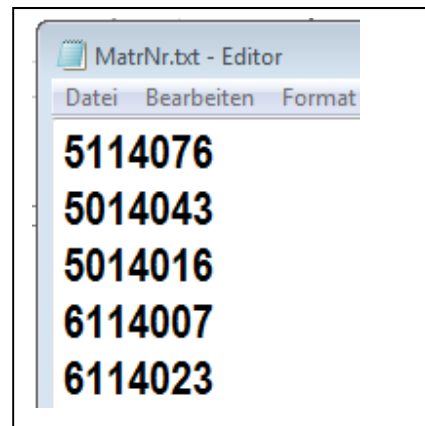 MatrNr.txt - Editor
Datei Bearbeiten Format
5114076
5014043
5014016
6114007
6114023